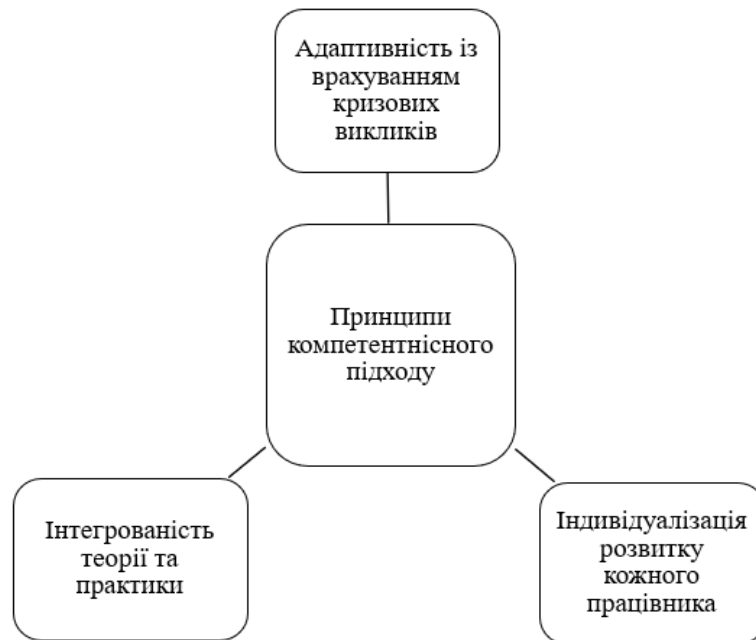 Адаптивність із
врахуванням
кризових
викликів
Принципи
компетентнісного
підходу
Інтегрованість
теорії та
практики
Індивідуалізація
розвитку
кожного
працівника